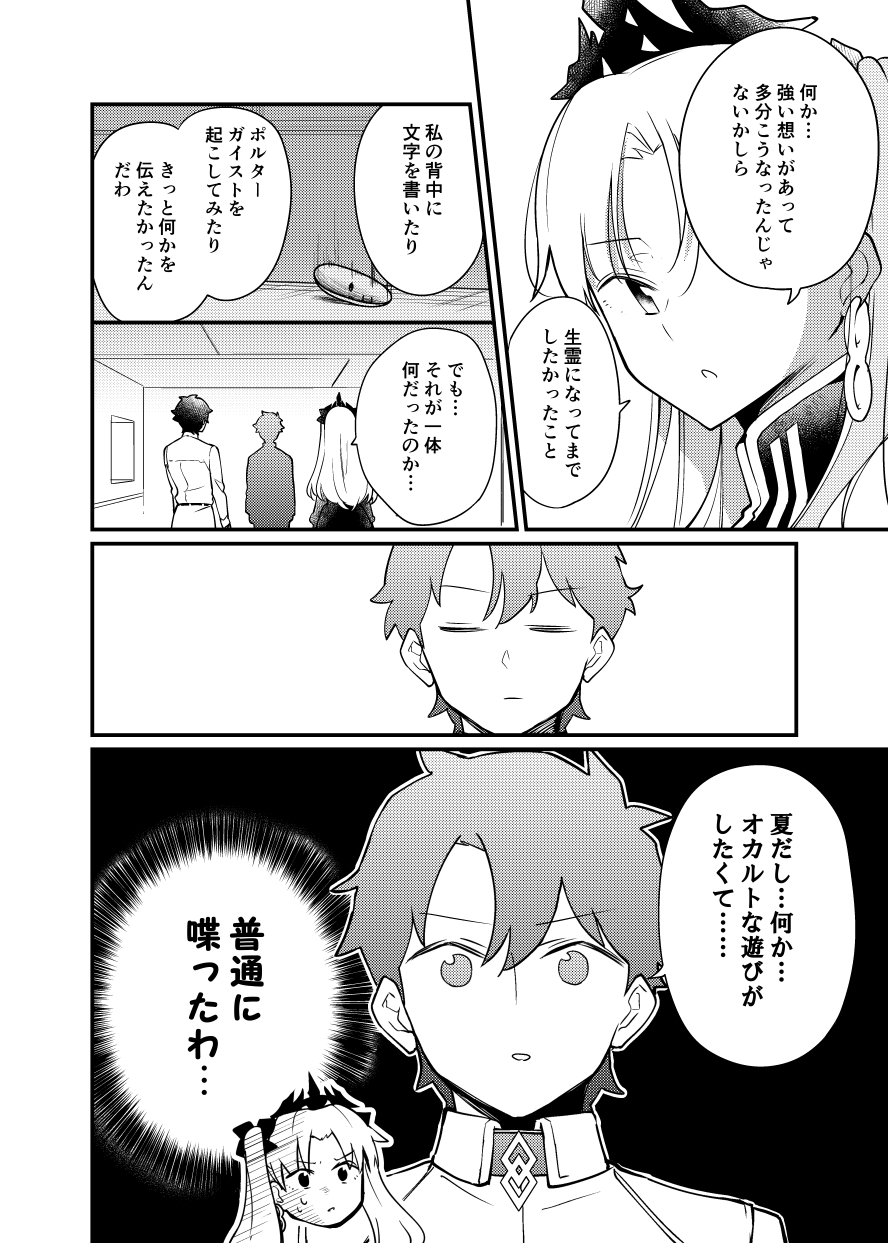 何か…
強い想いがあって
多分こうなったんじゃ
ないかしら
生霊になってまで
したかったこと
私の背中に
文字を書いたり
ポルター
ガイストを
起こしてみたり
きっと何かを
伝えたかったん
だわ
でも…
それが一体
何だったのか…
夏だし…何か…
オカルトな遊びが
したくて……
普通に
喋ったわ…